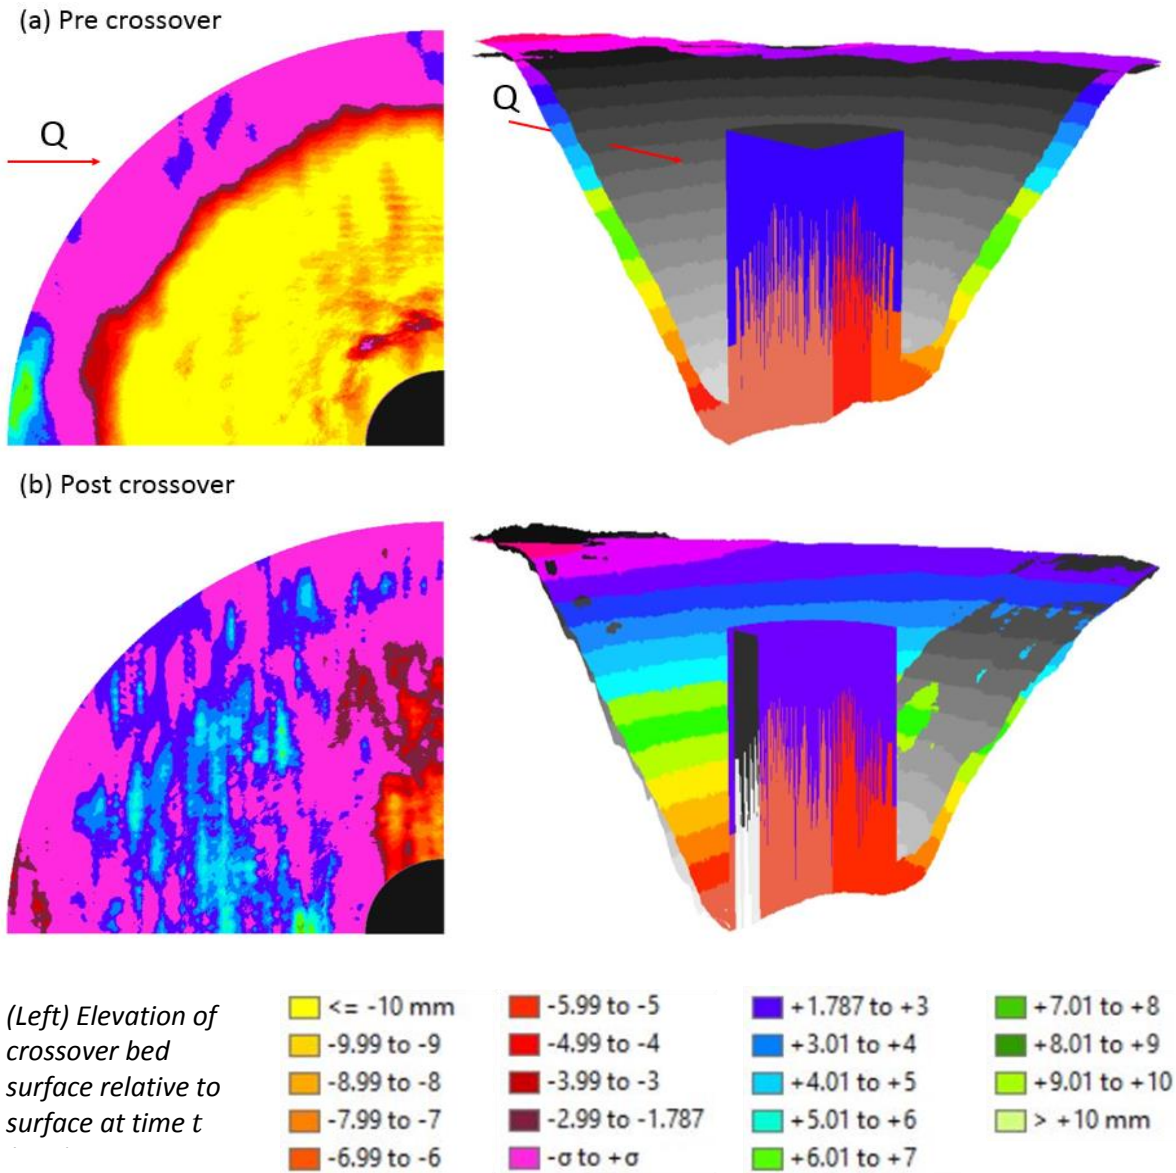 (a) Pre crossover
Q
Q
(b) Post crossover
(Left) Elevation of
crossover bed
surface relative to
surface at time t
<= -10 mm
-9.99 to -9
-8.99 to -8
-7.99 to -7
-6.99 to -6
-5.99 to -5
-4.99 to -4
-3.99 to -3
-2.99 to -1.787
-σ to +σ
+1.787 to +3
+3.01 to +4
+4.01 to +5
+5.01 to +6
+6.01 to +7
+7.01 to +8
+8.01 to +9
+9.01 to +10
> +10 mm